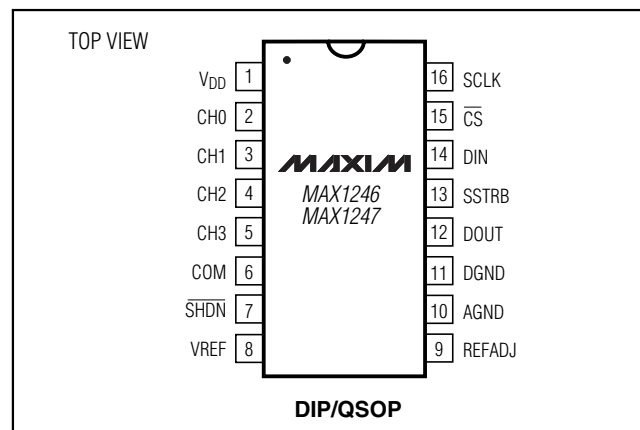 TOP VIEW
VDD 1
CH0 2
CH1 3
CH2 4
CH3 5
COM 6
SHDN 7
VREF 8
MAXIM
MAX1246
MAX1247
16 SCLK
15 CS
14 DIN
13 SSTRB
12 DOUT
11 DGND
10 AGND
9 REFADJ
DIP/QSOP